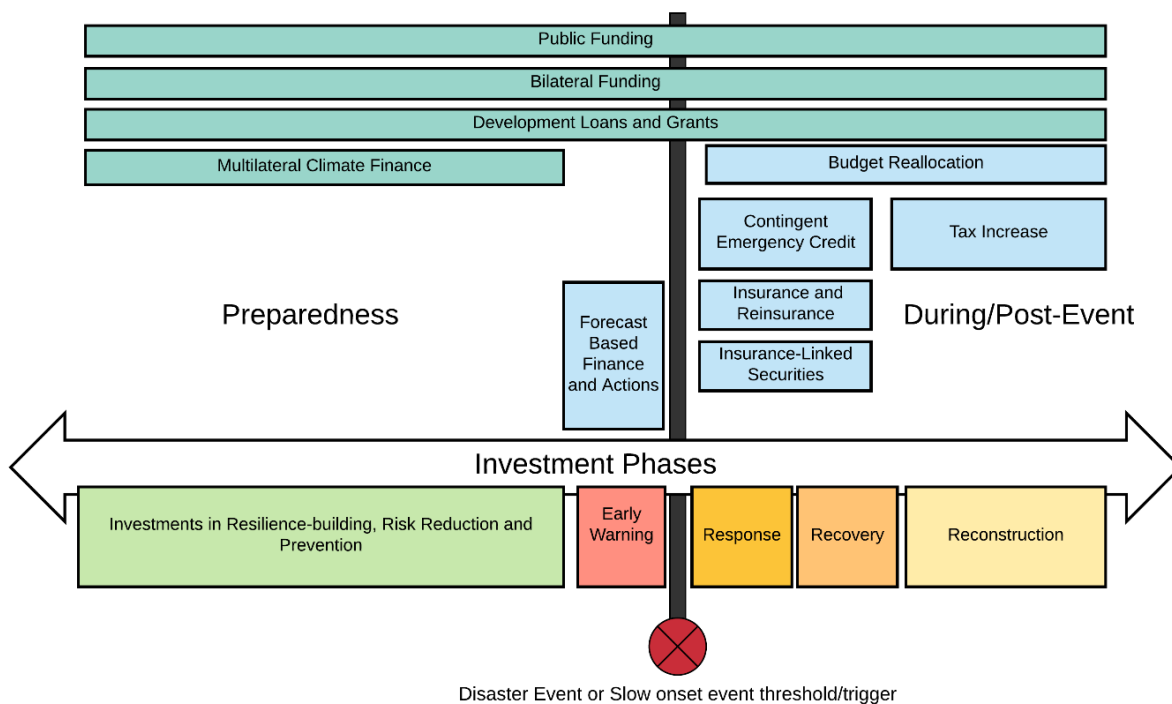 Public Funding
Bilateral Funding
Development Loans and Grants
Multilateral Climate Finance
Budget Reallocation
Contingent
Emergency Credit
Tax Increase
Preparedness
Forecast
Based
Finance
and Actions
Insurance and
Reinsurance
During/Post-Event
Insurance-Linked
Securities
Investment Phases
Investments in Resilience-building, Risk Reduction and
Prevention
Early
Warning
Response
Recovery
Reconstruction
Disaster Event or Slow onset event threshold/trigger